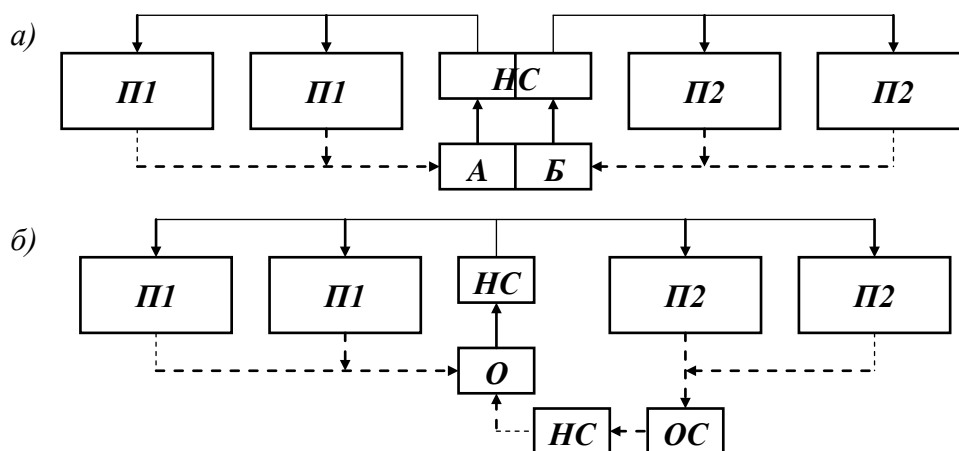 а)
П1 П1 НС П2 П2
А Б
б)
П1 П1 НС П2 П2
О
НС ОС